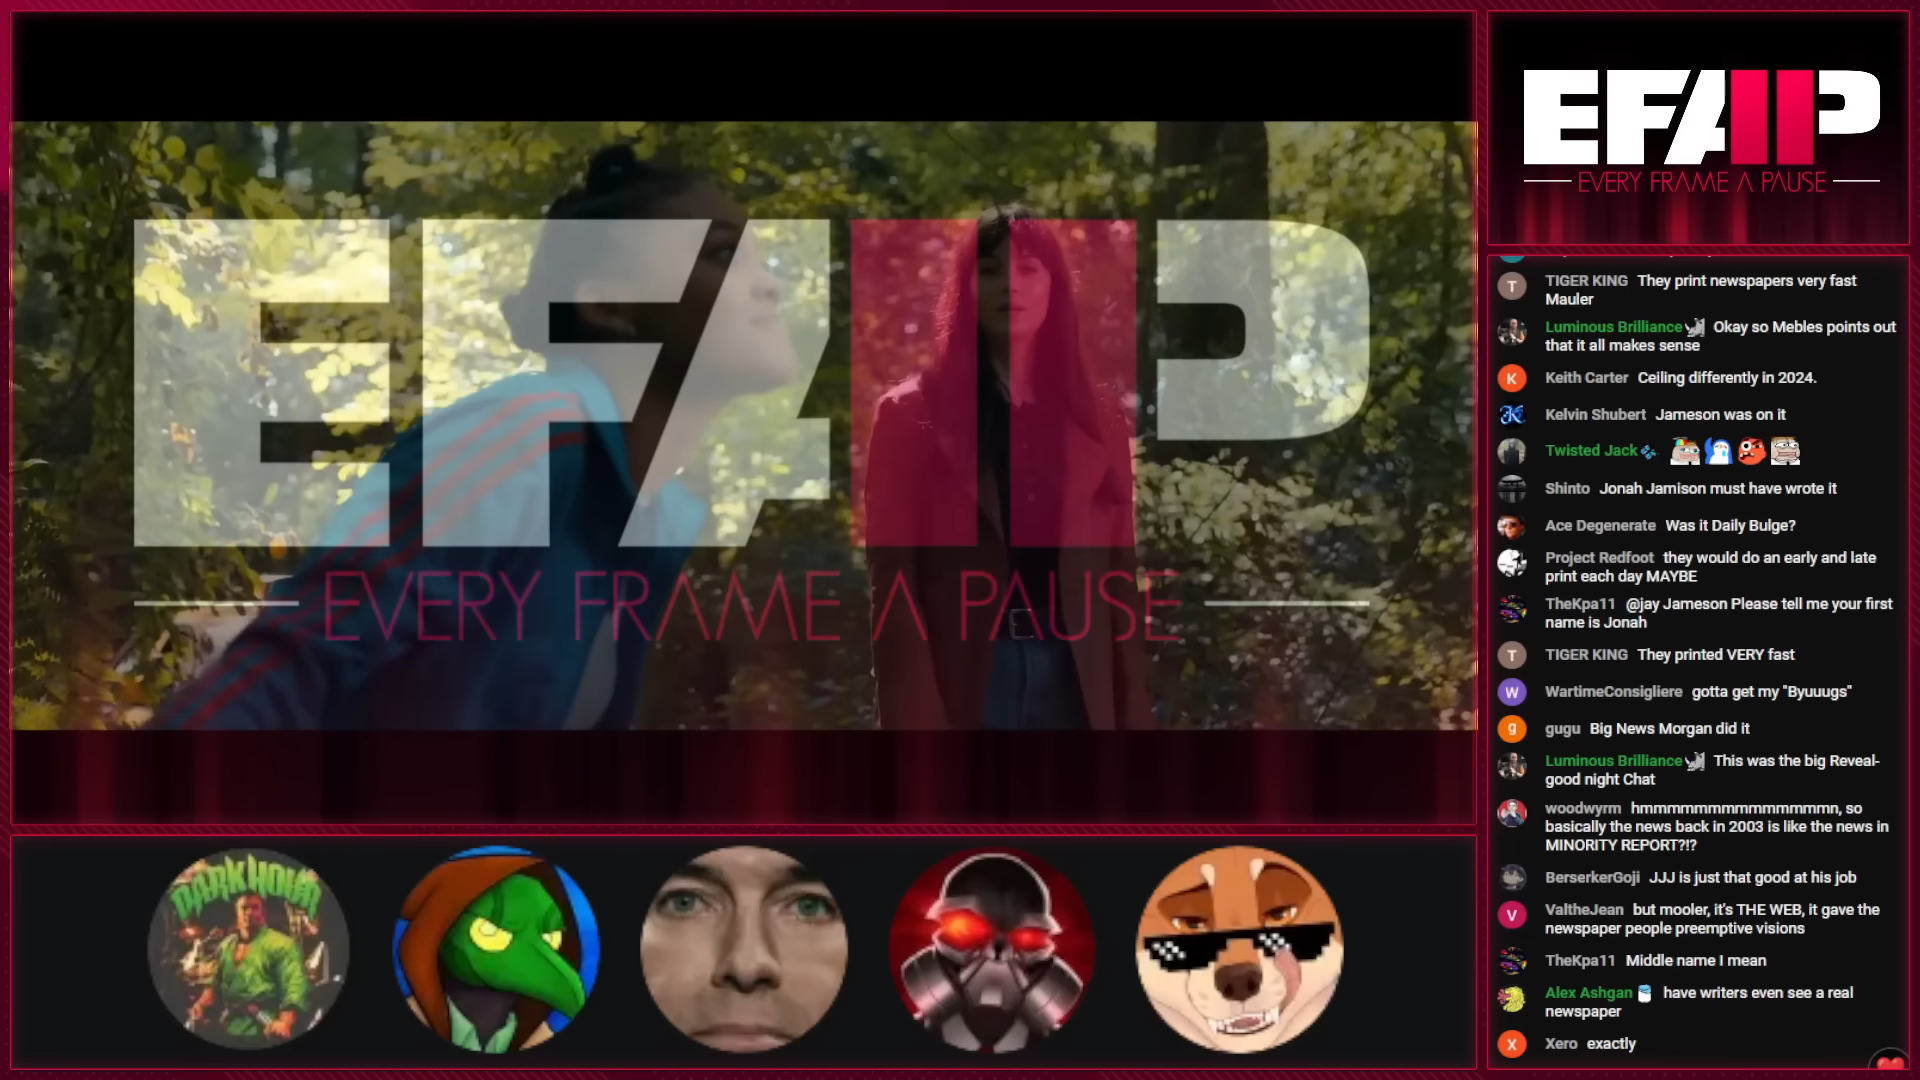 EFAP
EVERY FRAME A PAUSE
DARK HOUR
EFAP
EVERY FRAME A PAUSE
T TIGER KING They print newspapers very fast
Mauler
Luminous Brilliance Okay so Mebles points out
that it all makes sense
K Keith Carter Ceiling differently in 2024.
K Kelvin Shubert Jameson was on it
Twisted Jack
Shinto Jonah Jamison must have wrote it
Ace Degenerate Was it Daily Bulge?
Project Redfoot they would do an early and late
print each day MAYBE
TheKpa11 @jay Jameson Please tell me your first
name is Jonah
T TIGER KING They printed VERY fast
W WartimeConsigliere gotta get my "Byuuugs"
g gugu Big News Morgan did it
Luminous Brilliance This was the big Reveal-
good night Chat
woodwyrm hmmmmmmmmmmmmmmn, so
basically the news back in 2003 is like the news in
MINORITY REPORT?!?
BerserkerGoji JJJ is just that good at his job
V ValtheJean but mooler, it's THE WEB, it gave the
newspaper people preemptive visions
TheKpa11 Middle name I mean
Alex Ashgan have writers even see a real
newspaper
X Xero exactly